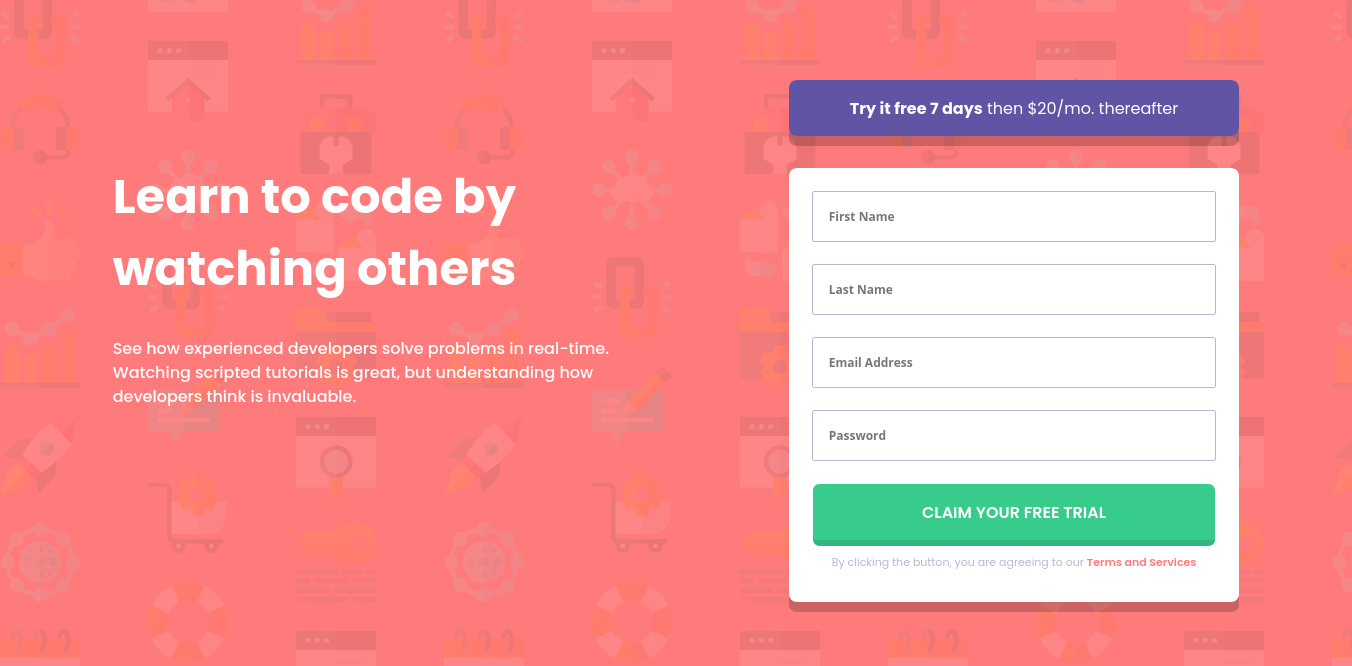 Learn to code by
watching others
See how experienced developers solve problems in real-time.
Watching scripted tutorials is great, but understanding how
developers think is invaluable.
Try it free 7 days then $20/mo. thereafter
First Name
Last Name
Email Address
Password
CLAIM YOUR FREE TRIAL
By clicking the button, you are agreeing to our Terms and Services